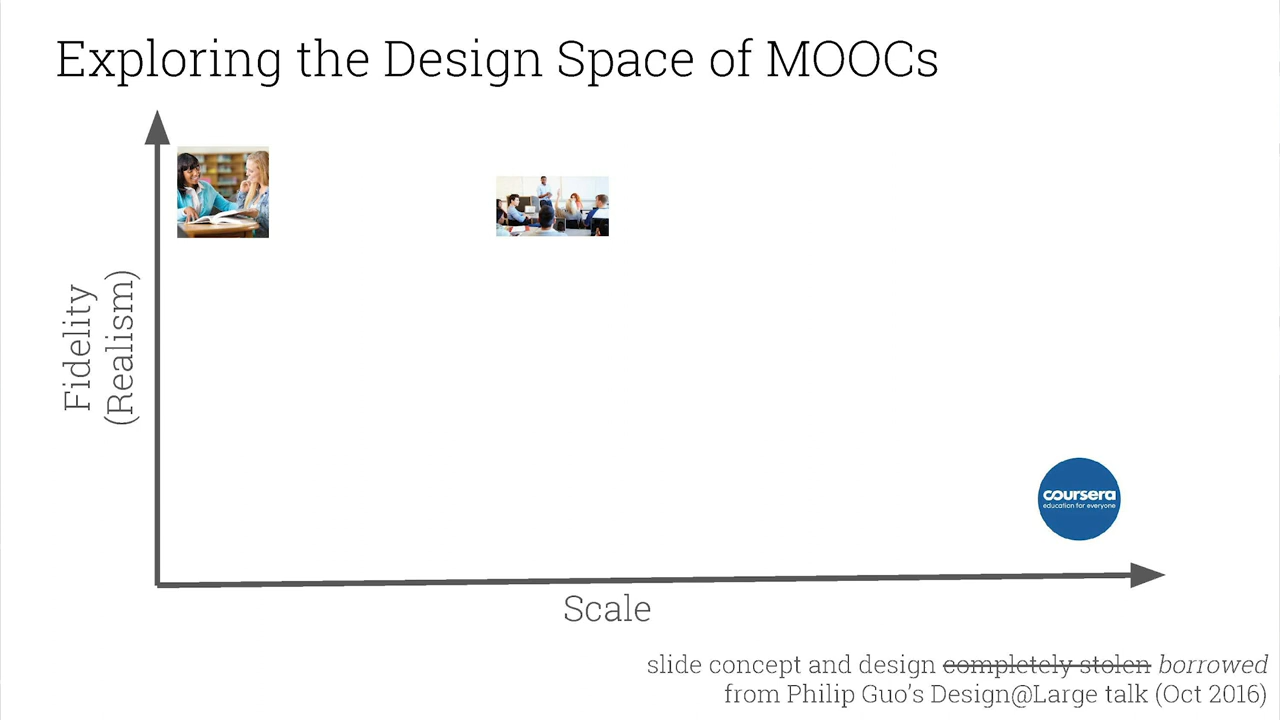 Exploring the Design Space of MOOCs
Fidelity
(Realism)
coursera
education for everyone
Scale
slide concept and design completely stolen borrowed
from Philip Guo's Design@Large talk (Oct 2016)